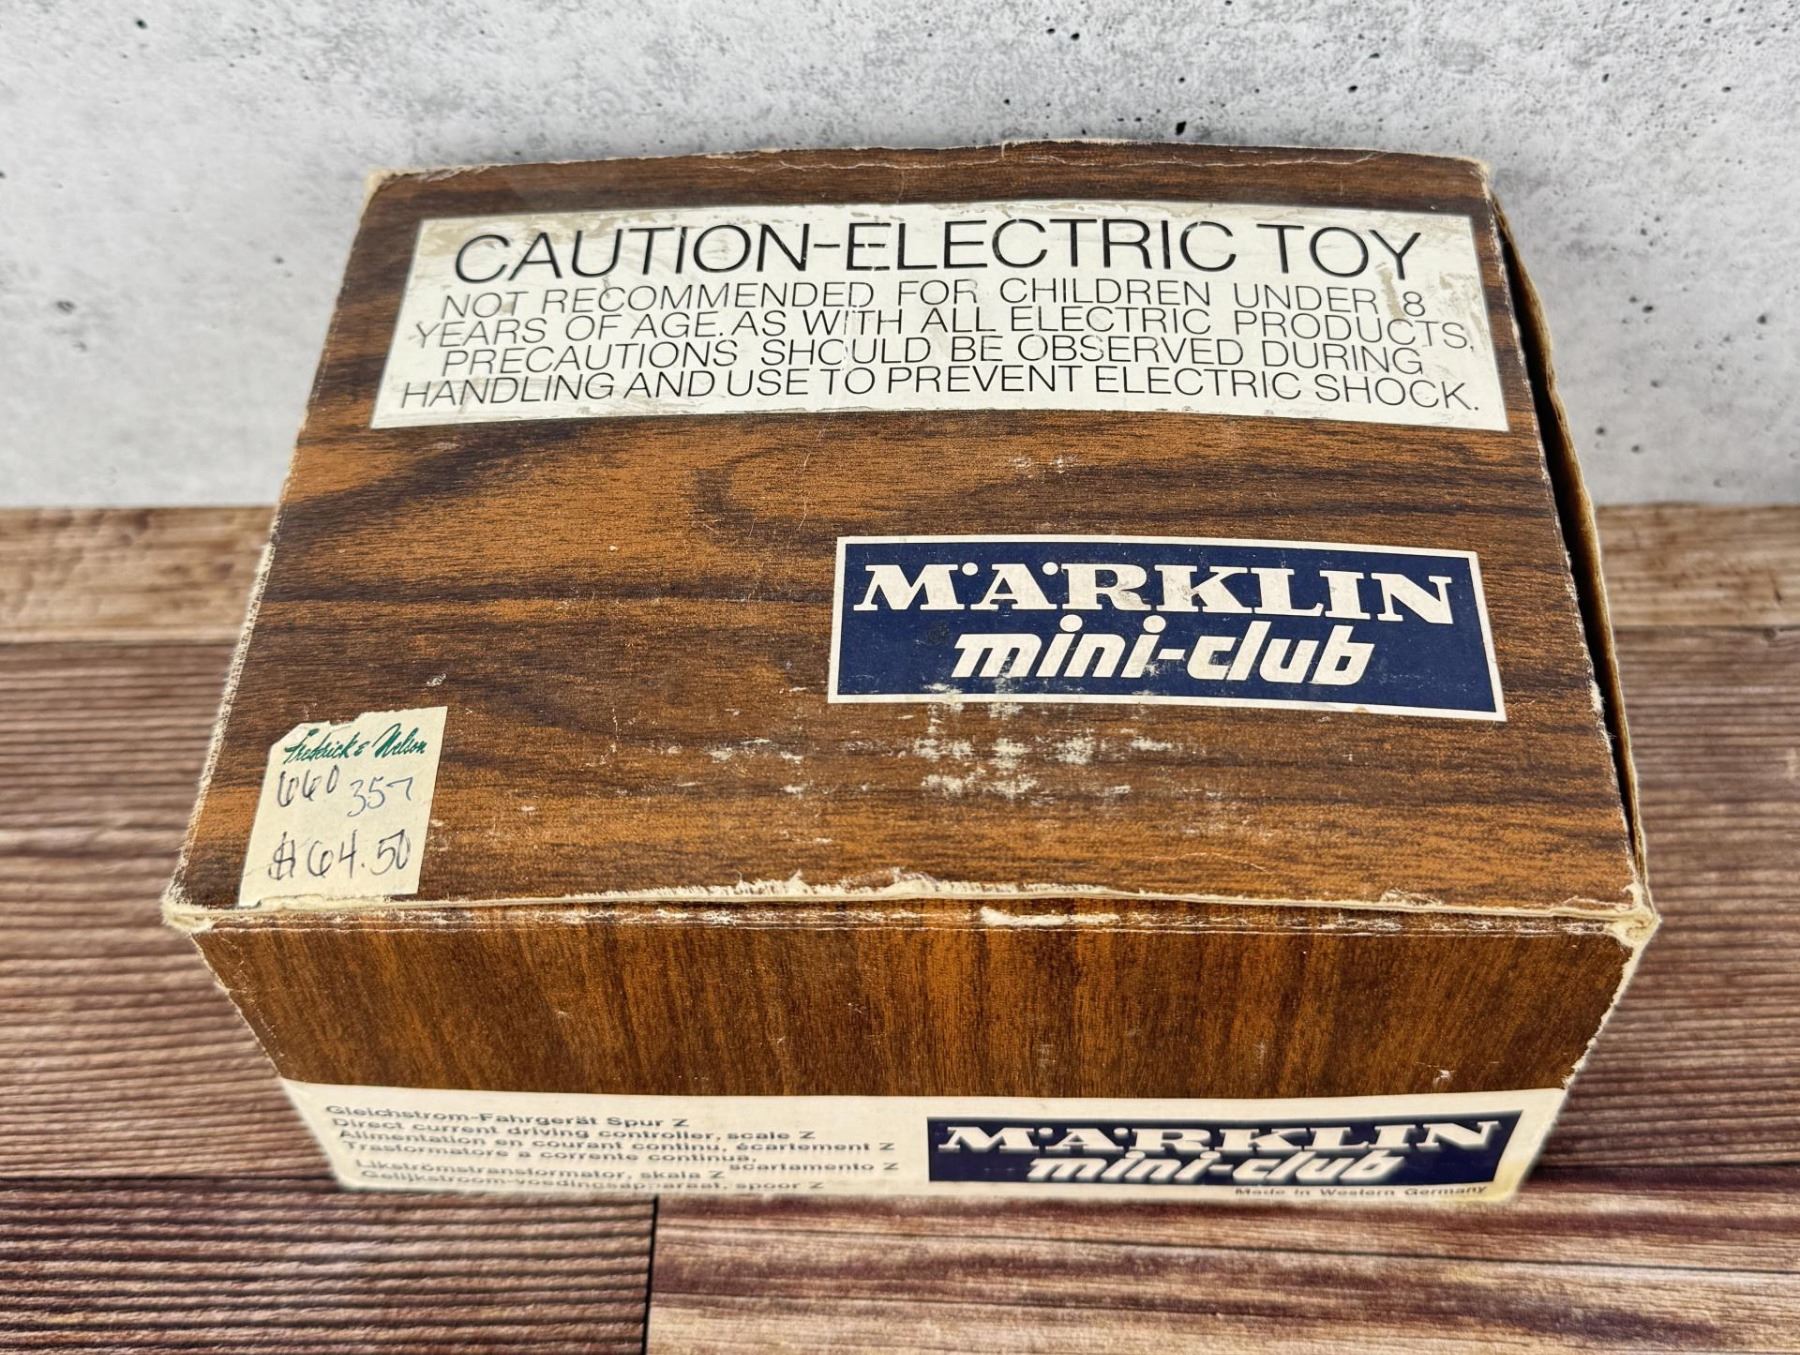 CAUTION-ELECTRIC TOY
NOT RECOMMENDED FOR CHILDREN UNDER 8
YEARS OF AGE. AS WITH ALL ELECTRIC PRODUCTS,
PRECAUTIONS SHOULD BE OBSERVED DURING
HANDLING AND USE TO PREVENT ELECTRIC SHOCK.
MÄRKLIN
mini-club
Frederick & Nelson
660 357
$64.50
Gleichstrom-Fahrgerät Spur Z
Direct current driving controller, scale Z
Alimentation en courant continu, écartement Z
Trasformatore a corrente continua,
scartamento Z
Likströmstransformator, skala Z
Gelijkstroom-voedingsapparaat, spoor Z
MÄRKLIN
mini-club
Made in Western Germany